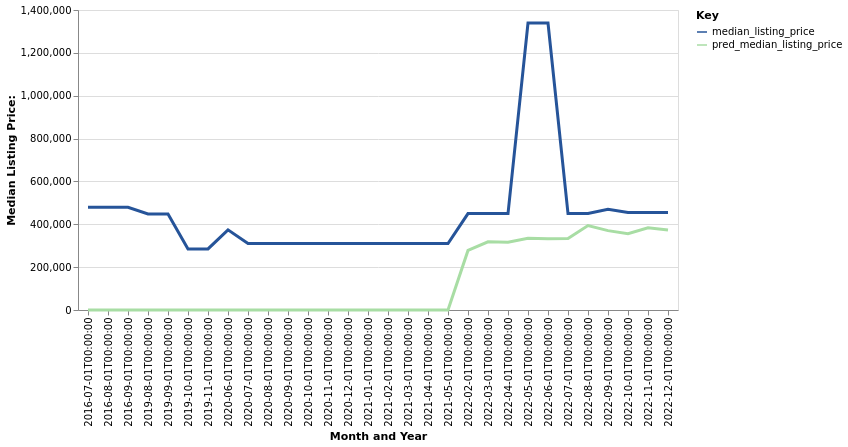 1,400,000
1,200,000
1,000,000
800,000
600,000
400,000
200,000
0
Median Listing Price:
2016-07-01T00:00:00
2016-08-01T00:00:00
2016-09-01T00:00:00
2019-08-01T00:00:00
2019-09-01T00:00:00
2019-10-01T00:00:00
2019-11-01T00:00:00
2020-06-01T00:00:00
2020-07-01T00:00:00
2020-08-01T00:00:00
2020-09-01T00:00:00
2020-10-01T00:00:00
2020-11-01T00:00:00
2020-12-01T00:00:00
2021-01-01T00:00:00
2021-02-01T00:00:00
2021-03-01T00:00:00
2021-04-01T00:00:00
2021-05-01T00:00:00
2022-02-01T00:00:00
2022-03-01T00:00:00
2022-04-01T00:00:00
2022-05-01T00:00:00
2022-06-01T00:00:00
2022-07-01T00:00:00
2022-08-01T00:00:00
2022-09-01T00:00:00
2022-10-01T00:00:00
2022-11-01T00:00:00
2022-12-01T00:00:00
Month and Year
Key
median_listing_price
pred_median_listing_price